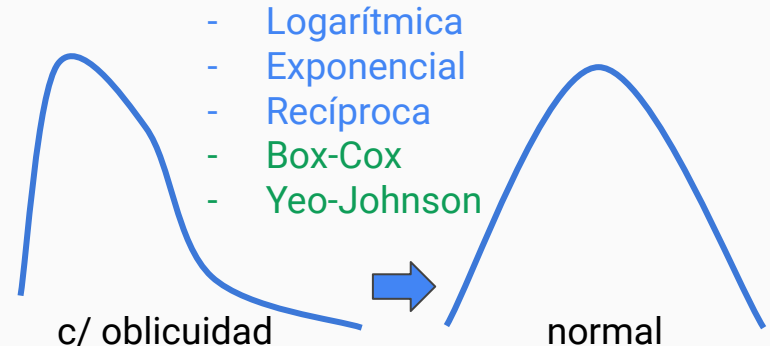 - Logarítmica
- Exponencial
- Recíproca
- Box-Cox
- Yeo-Johnson
c/ oblicuidad
normal